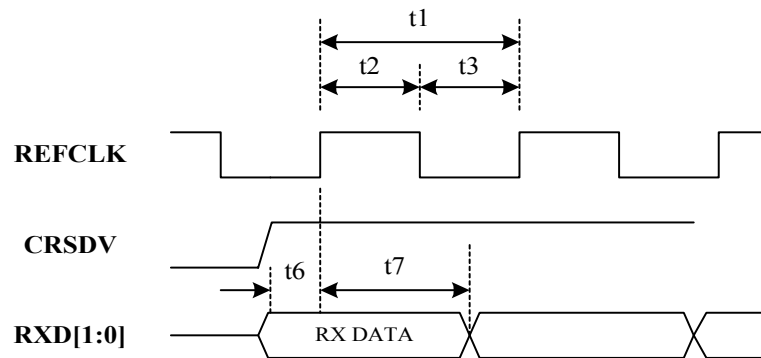 t1
t2 t3
REFCLK
CRSDV
t6 t7
RXD[1:0] RX DATA